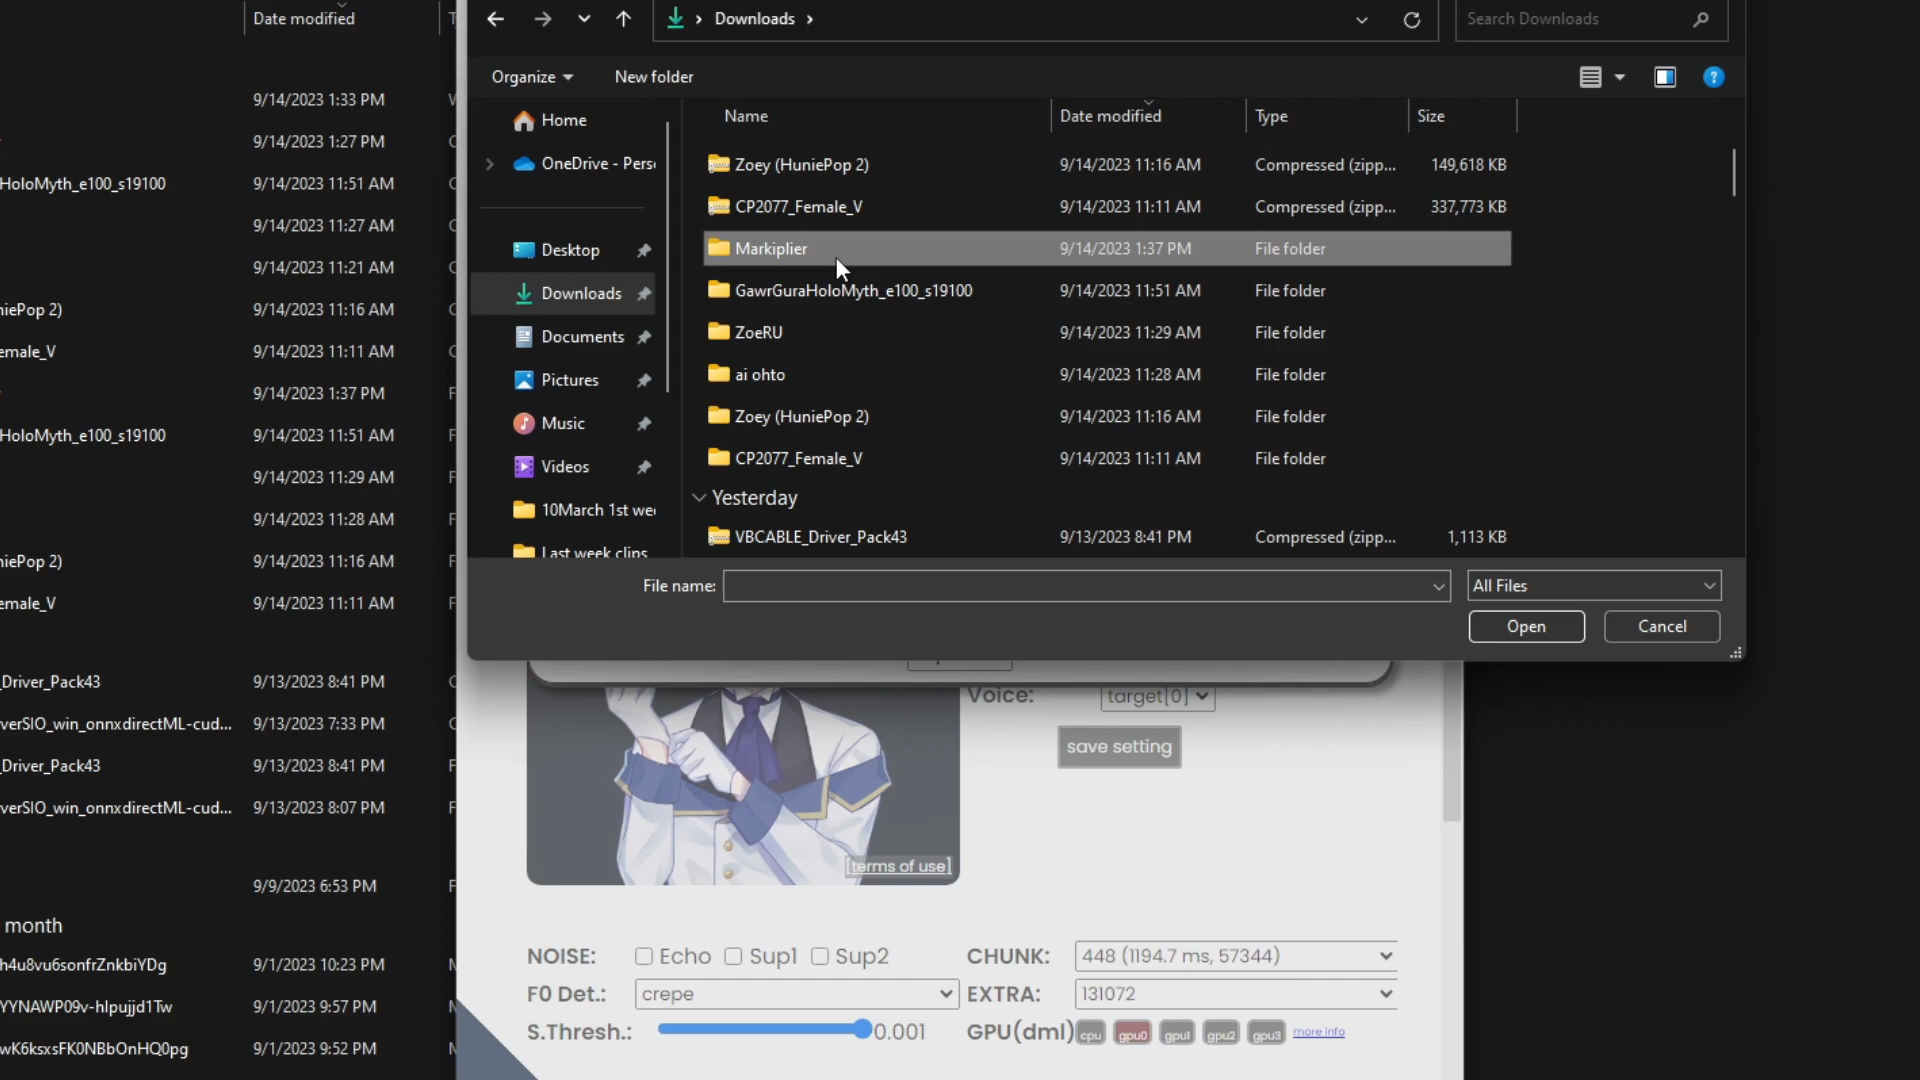 Date modified
9/14/2023 1:33 PM
9/14/2023 1:27 PM
HoloMyth_e100_s19100 9/14/2023 11:51 AM
9/14/2023 11:27 AM
9/14/2023 11:21 AM
niePop 2) 9/14/2023 11:16 AM
emale_V 9/14/2023 11:11 AM
9/14/2023 1:37 PM
HoloMyth_e100_s19100 9/14/2023 11:51 AM
9/14/2023 11:29 AM
9/14/2023 11:28 AM
niePop 2) 9/14/2023 11:16 AM
emale_V 9/14/2023 11:11 AM
_Driver_Pack43 9/13/2023 8:41 PM
verSIO_win_onnxdirectML-cud... 9/13/2023 7:33 PM
_Driver_Pack43 9/13/2023 8:41 PM
verSIO_win_onnxdirectML-cud... 9/13/2023 8:07 PM
9/9/2023 6:53 PM
month
h4u8vu6sonfrZnkbiYDg 9/1/2023 10:23 PM
YYNAWP09v-hlpujjd1Tw 9/1/2023 9:57 PM
wK6ksxsFK0NBbOnHQ0pg 9/1/2023 9:52 PM
Downloads
Search Downloads
Organize New folder
Home
OneDrive - Pers
Desktop
Downloads
Documents
Pictures
Music
Videos
10March 1st wee
Last week clips
Name Date modified Type Size
Zoey (HuniePop 2) 9/14/2023 11:16 AM Compressed (zipp... 149,618 KB
CP2077_Female_V 9/14/2023 11:11 AM Compressed (zipp... 337,773 KB
Markiplier 9/14/2023 1:37 PM File folder
GawrGuraHoloMyth_e100_s19100 9/14/2023 11:51 AM File folder
ZoeRU 9/14/2023 11:29 AM File folder
ai ohto 9/14/2023 11:28 AM File folder
Zoey (HuniePop 2) 9/14/2023 11:16 AM File folder
CP2077_Female_V 9/14/2023 11:11 AM File folder
Yesterday
VBCABLE_Driver_Pack43 9/13/2023 8:41 PM Compressed (zipp... 1,113 KB
File name: All Files
Open Cancel
Voice: target[0]
save setting
[terms of use]
NOISE: Echo Sup1 Sup2 CHUNK: 448 (1194.7 ms, 57344)
F0 Det.: crepe EXTRA: 131072
S.Thresh.: 0.001 GPU(dml) cpu gpu0 gpu1 gpu2 gpu3 more info